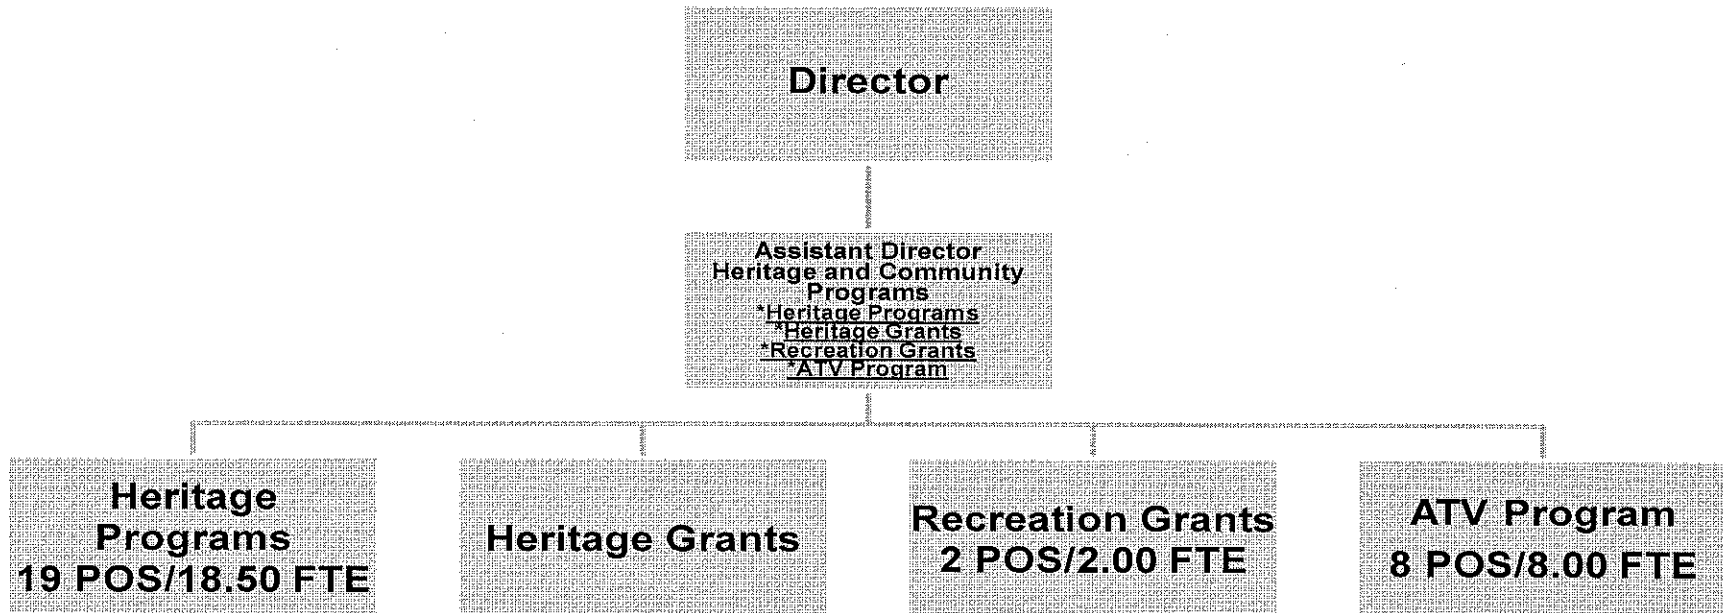 Director
Assistant Director
Heritage and Community
Programs
*Heritage Programs
*Heritage Grants
*Recreation Grants
*ATV Program
Heritage
Programs
19 POS/18.50 FTE
Heritage Grants
Recreation Grants
2 POS/2.00 FTE
ATV Program
8 POS/8.00 FTE